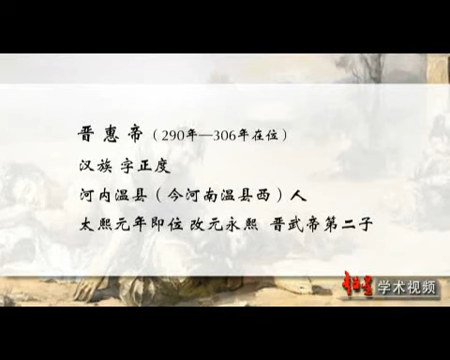 晋惠帝（290年—306年在位）
汉族 字正度
河内温县（今河南温县西）人
太熙元年即位 改元永熙 晋武帝第二子
学术视频